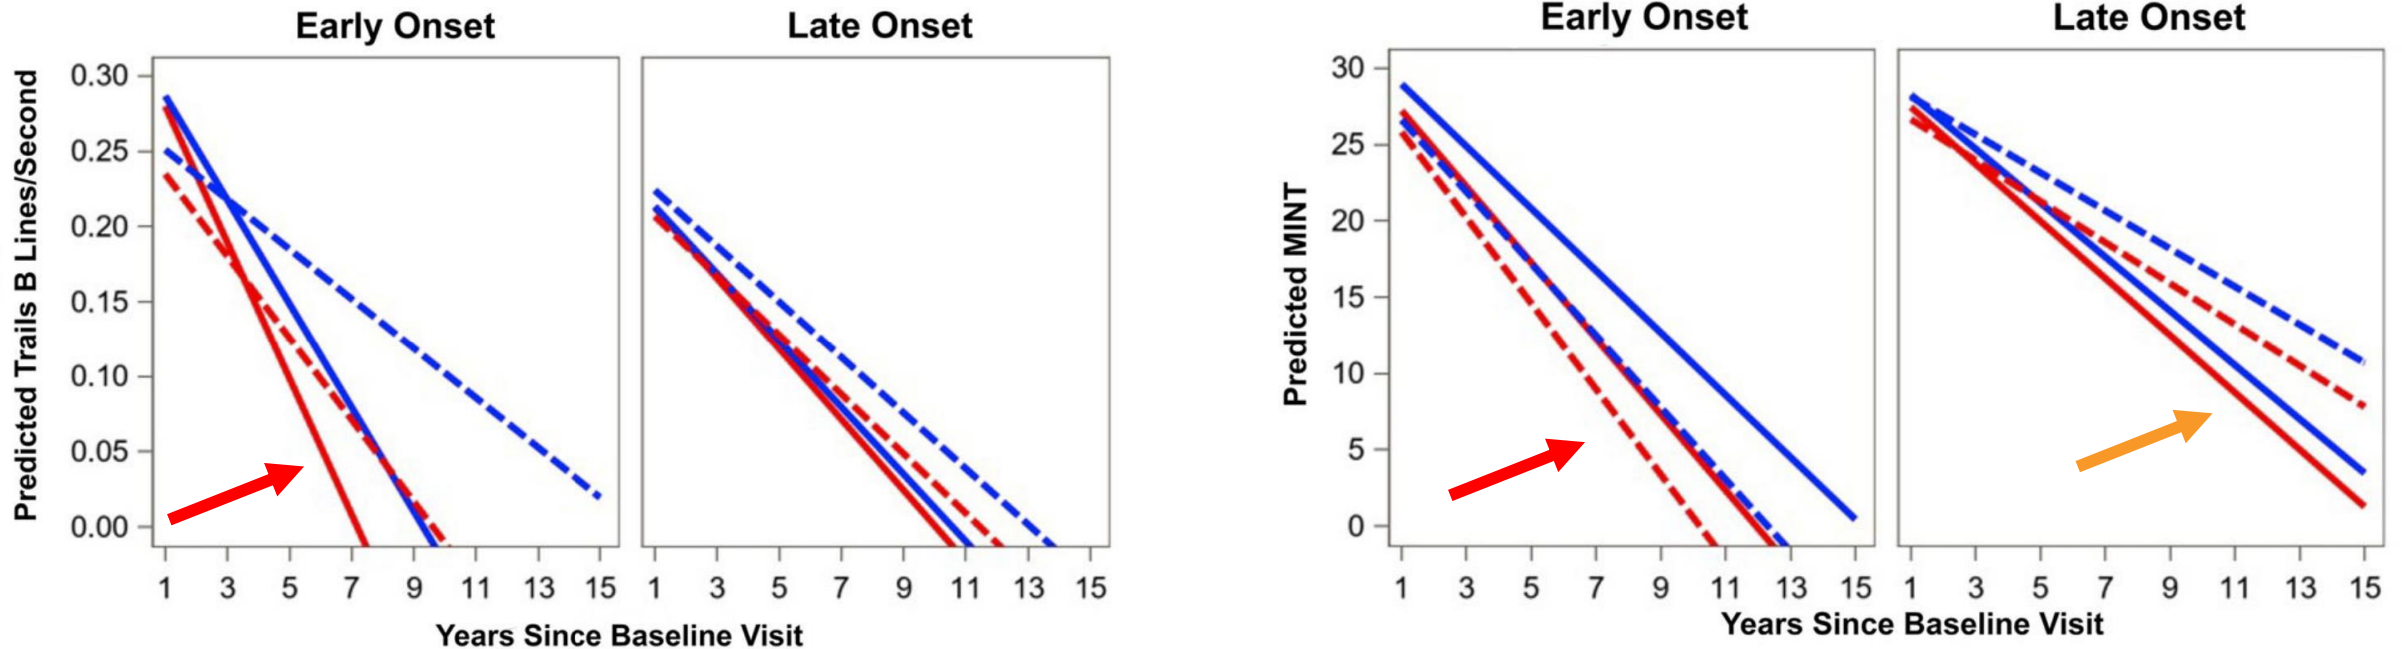 Early Onset
Late Onset
Predicted Trails B Lines/Second
0.30
0.25
0.20
0.15
0.10
0.05
0.00
1 3 5 7 9 11 13 15
1 3 5 7 9 11 13 15
Years Since Baseline Visit
Early Onset
Late Onset
Predicted MINT
30
25
20
15
10
5
0
1 3 5 7 9 11 13 15
1 3 5 7 9 11 13 15
Years Since Baseline Visit